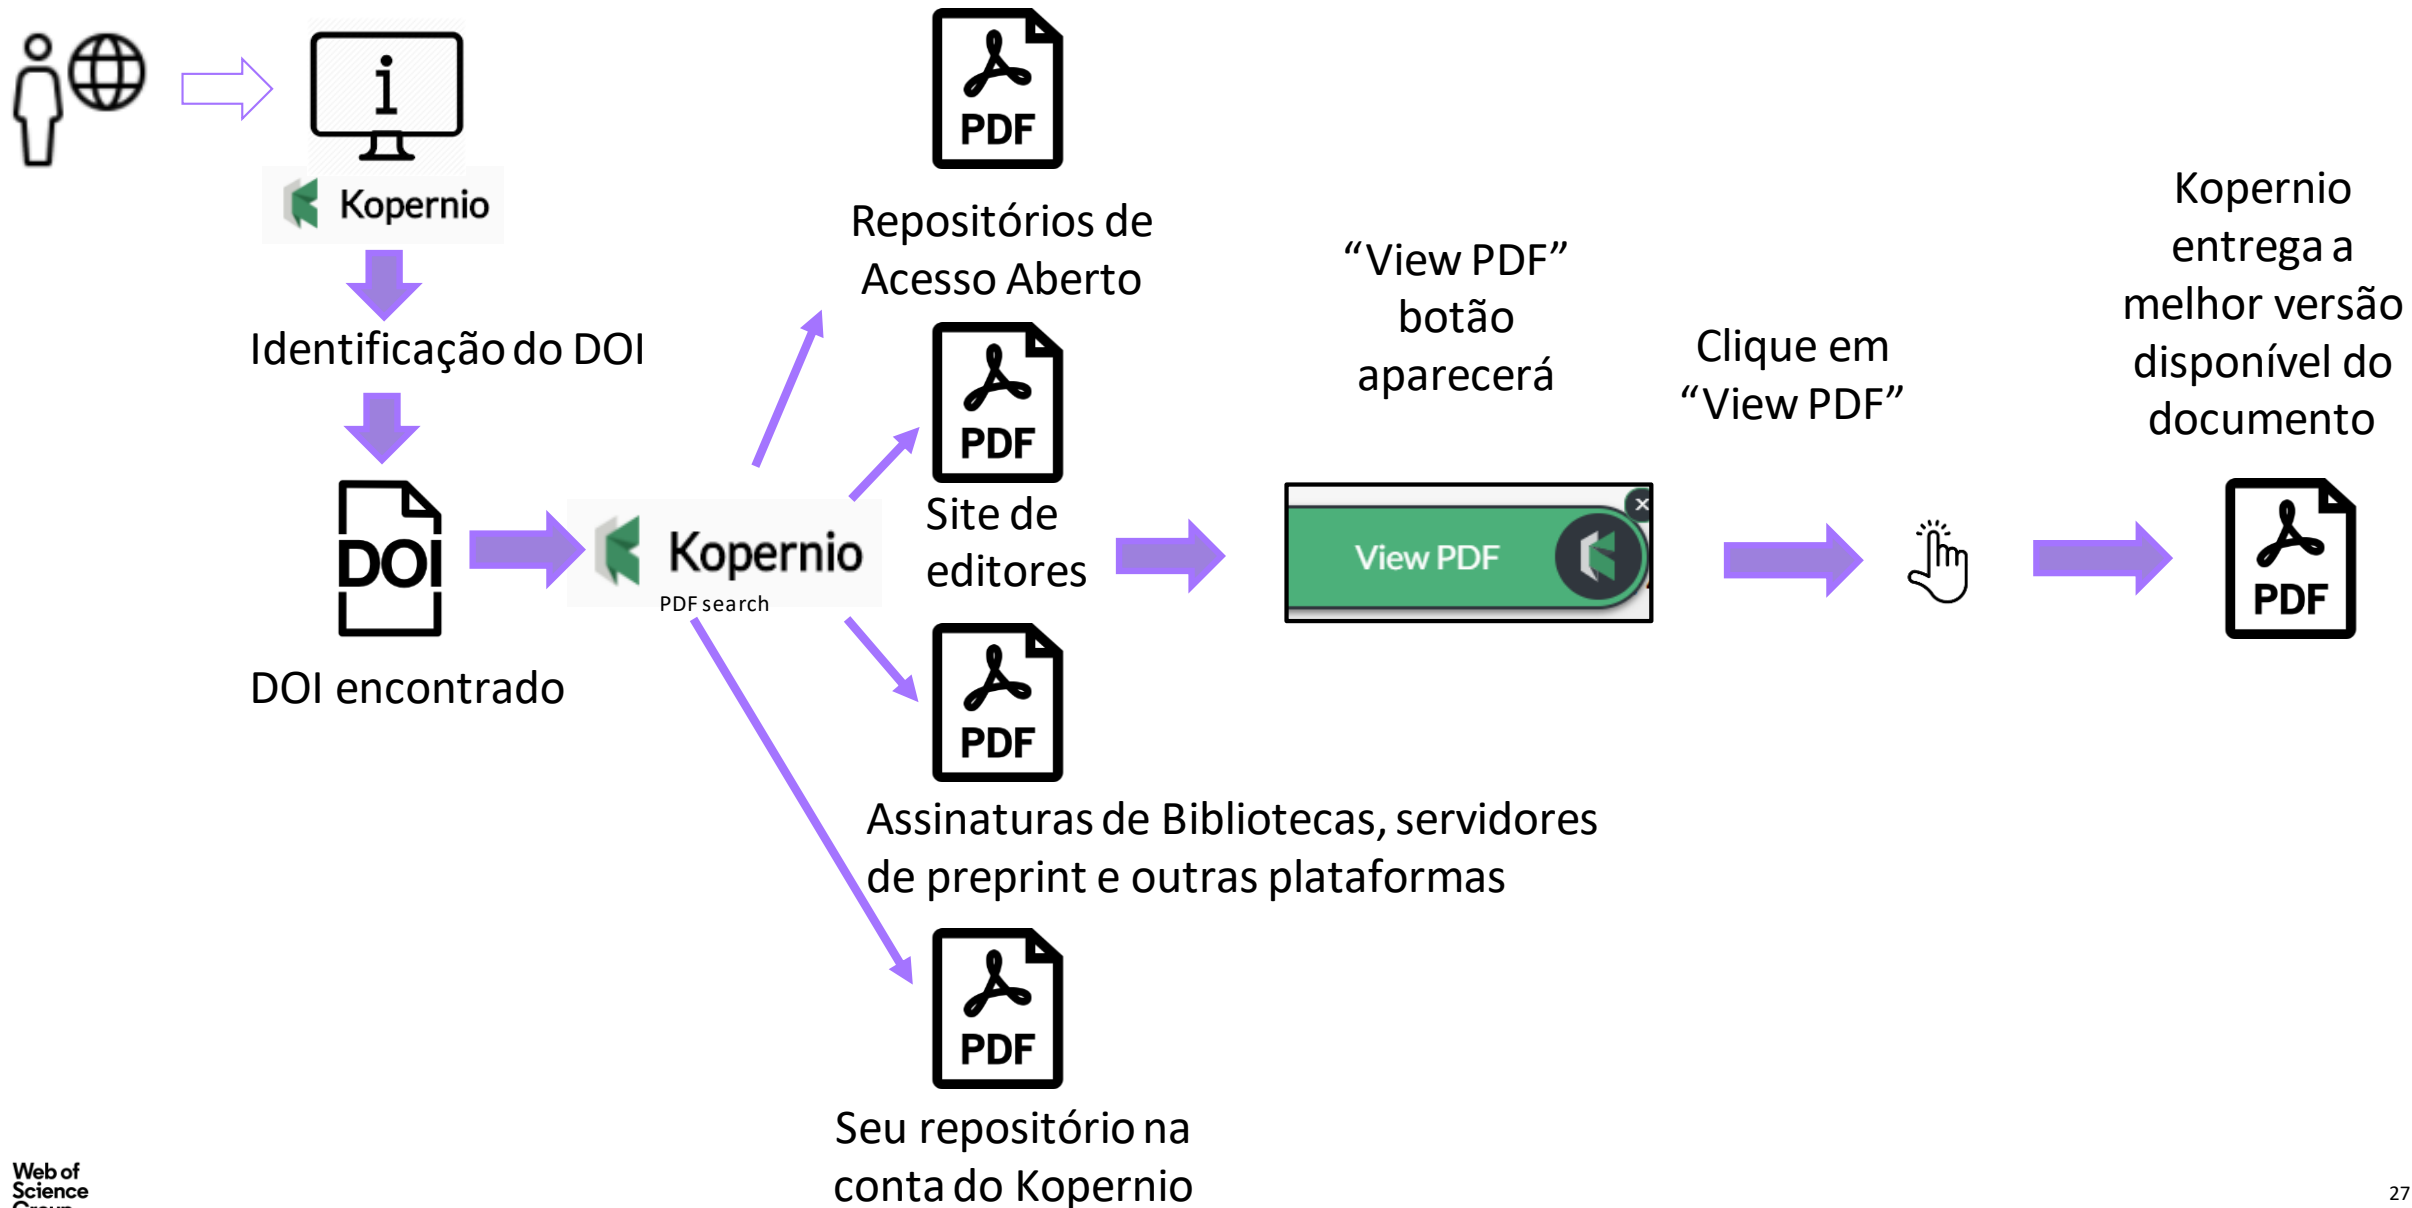 i
Kopernio
Identificação do DOI
DOI
DOI encontrado
Kopernio
PDF search
PDF
Repositórios de
Acesso Aberto
PDF
Site de
editores
PDF
Assinaturas de Bibliotecas, servidores
de preprint e outras plataformas
PDF
Seu repositório na
conta do Kopernio
“View PDF”
botão
aparecerá
View PDF
Clique em
“View PDF”
Kopernio
entrega a
melhor versão
disponível do
documento
PDF
Web of
Science
Group
27